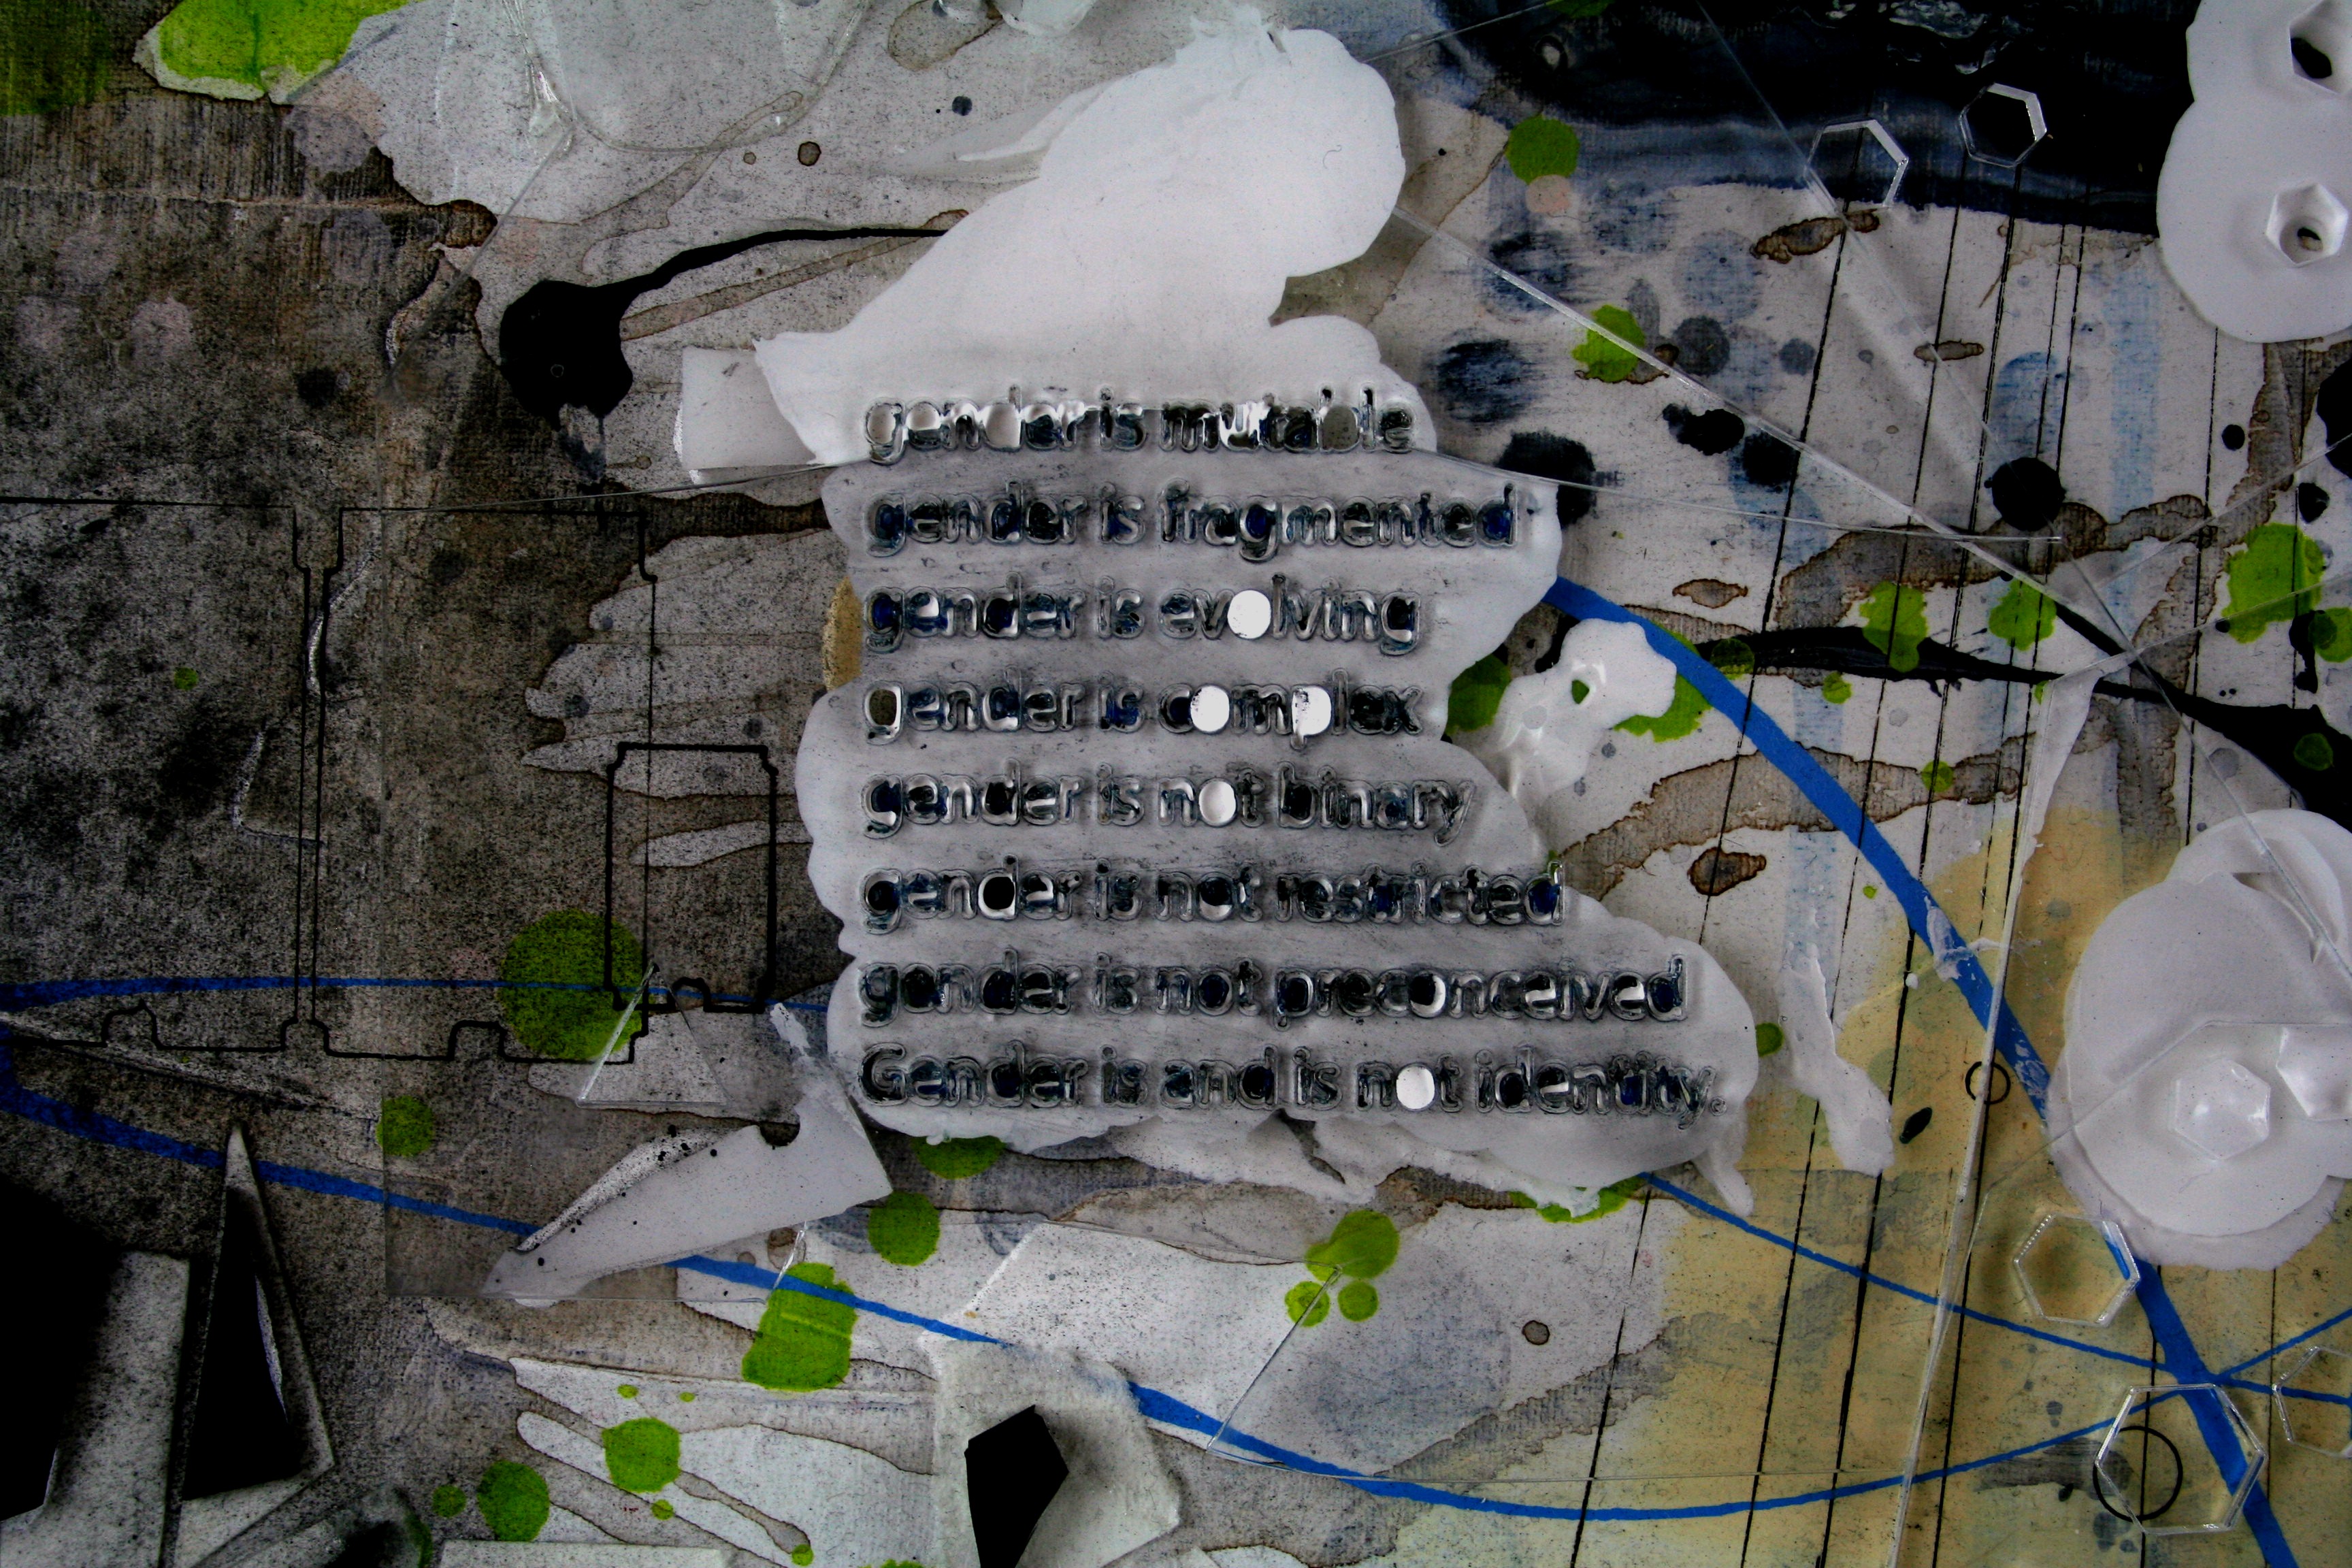 gender is mutable
gender is fragmented
gender is evolving
gender is complex
gender is not binary
gender is not restricted
gender is not preconceived
Gender is and is not identity.